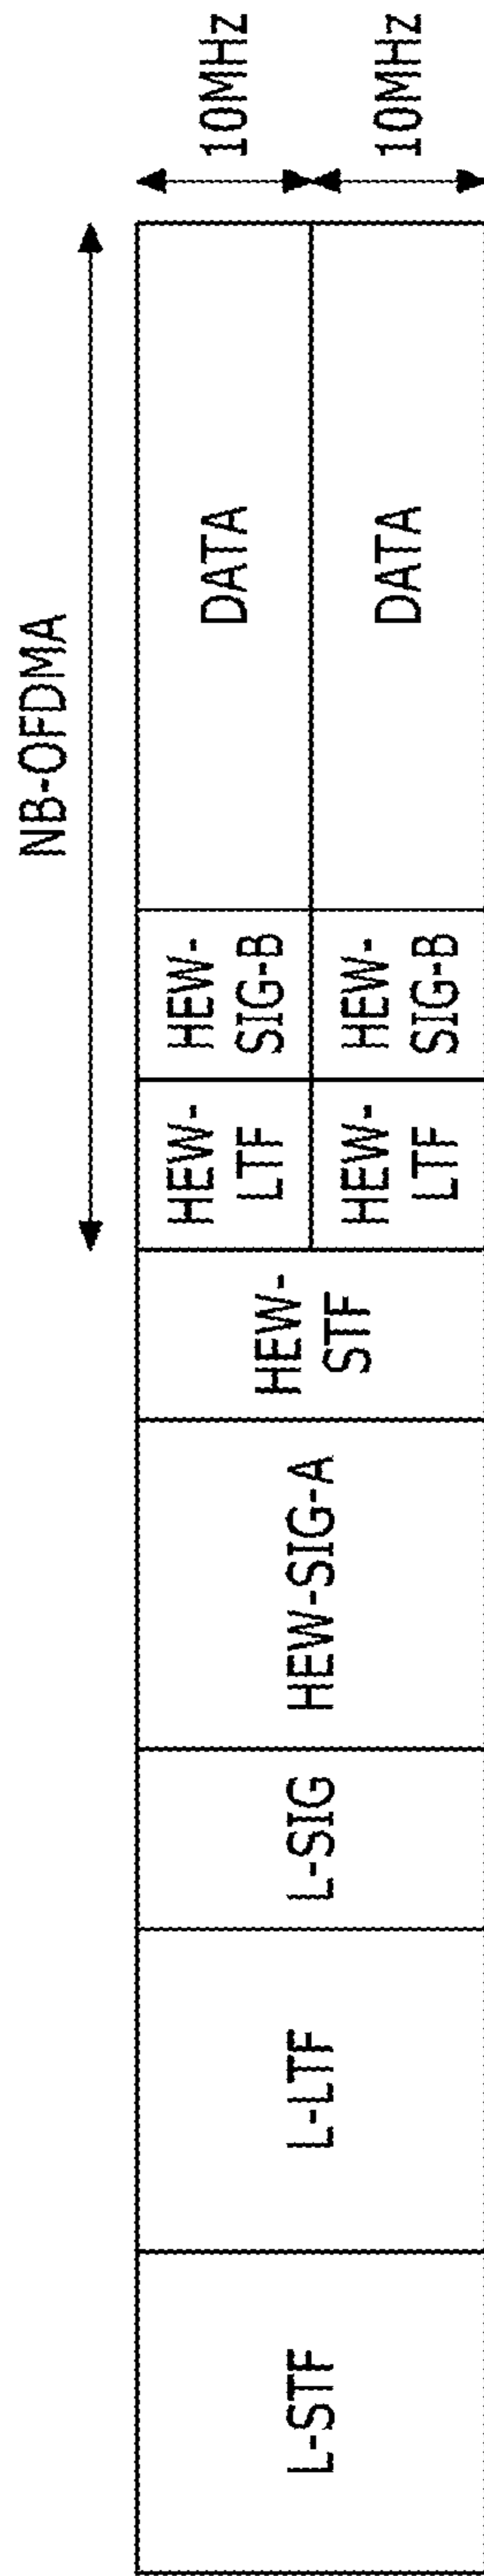 NB-OFDMA
L-STF
L-LTF
L-SIG
HEW-SIG-A
HEW-
STF
HEW-
LTF
HEW-
SIG-B
DATA
10MHz
HEW-
LTF
HEW-
SIG-B
DATA
10MHz